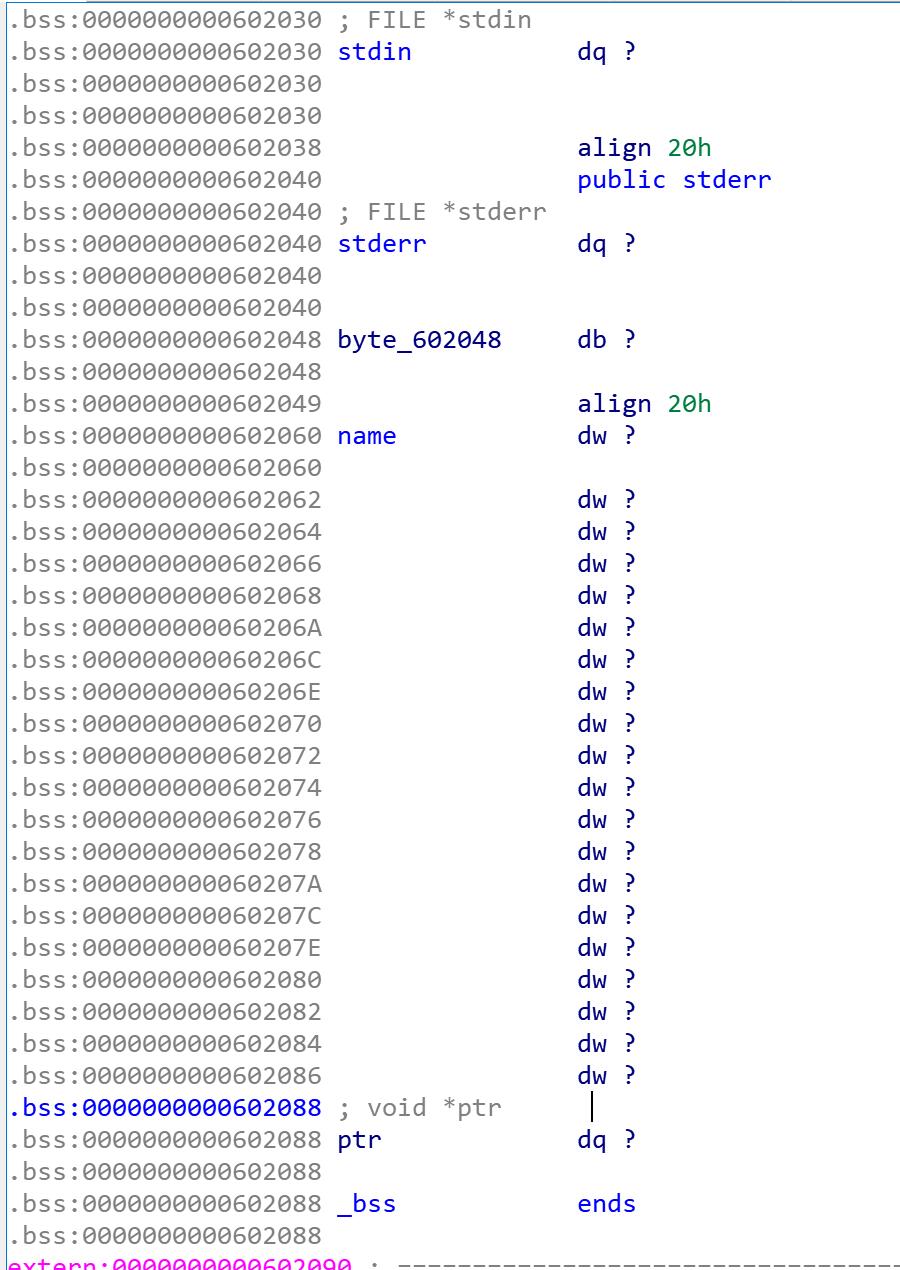 .bss:0000000000602030 ; FILE *stdin
.bss:0000000000602030 stdin dq ?
.bss:0000000000602030
.bss:0000000000602030
.bss:0000000000602038 align 20h
.bss:0000000000602040 public stderr
.bss:0000000000602040 ; FILE *stderr
.bss:0000000000602040 stderr dq ?
.bss:0000000000602040
.bss:0000000000602040
.bss:0000000000602048 byte_602048 db ?
.bss:0000000000602048
.bss:0000000000602049 align 20h
.bss:0000000000602060 name dw ?
.bss:0000000000602060
.bss:0000000000602062 dw ?
.bss:0000000000602064 dw ?
.bss:0000000000602066 dw ?
.bss:0000000000602068 dw ?
.bss:000000000060206A dw ?
.bss:000000000060206C dw ?
.bss:000000000060206E dw ?
.bss:0000000000602070 dw ?
.bss:0000000000602072 dw ?
.bss:0000000000602074 dw ?
.bss:0000000000602076 dw ?
.bss:0000000000602078 dw ?
.bss:000000000060207A dw ?
.bss:000000000060207C dw ?
.bss:000000000060207E dw ?
.bss:0000000000602080 dw ?
.bss:0000000000602082 dw ?
.bss:0000000000602084 dw ?
.bss:0000000000602086 dw ?
.bss:0000000000602088 ; void *ptr
.bss:0000000000602088 ptr dq ?
.bss:0000000000602088
.bss:0000000000602088 _bss ends
.bss:0000000000602088
extern:0000000000602090 ; ----------------------------------